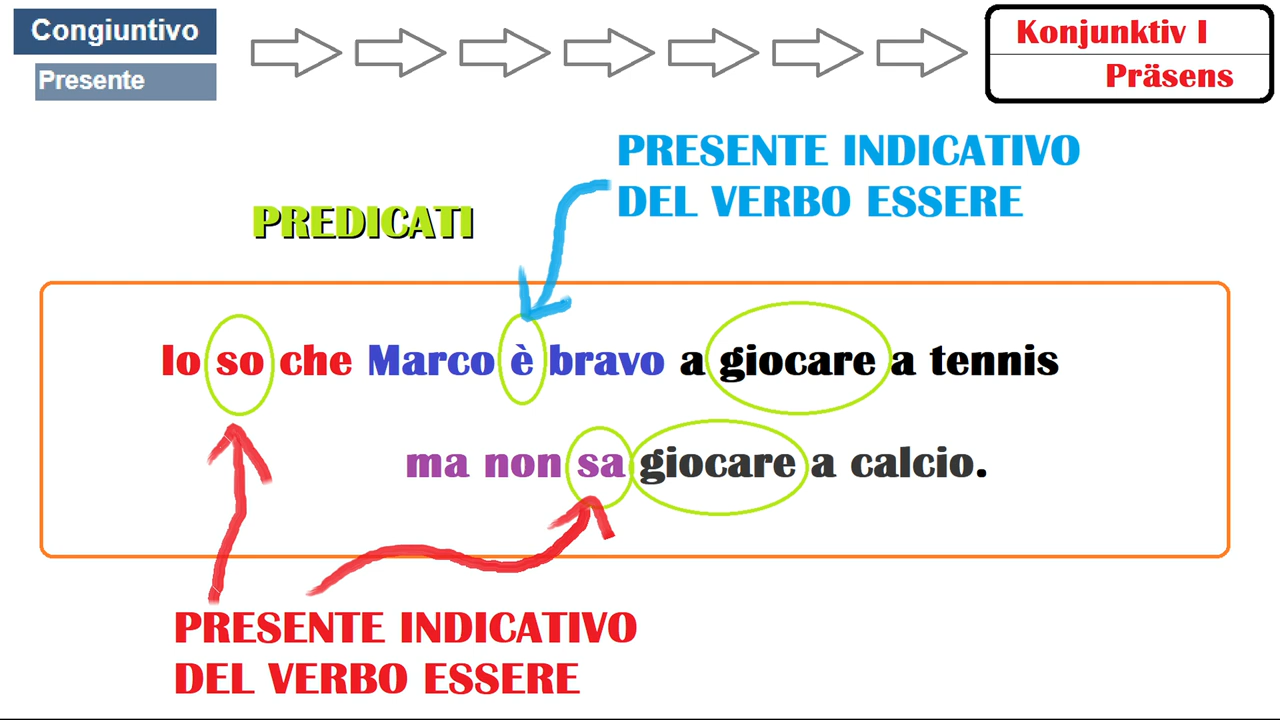 Congiuntivo
Presente
Konjunktiv I
Präsens
PRESENTE INDICATIVO
DEL VERBO ESSERE
PREDICATI
Io so che Marco è bravo a giocare a tennis
ma non sa giocare a calcio.
PRESENTE INDICATIVO
DEL VERBO ESSERE